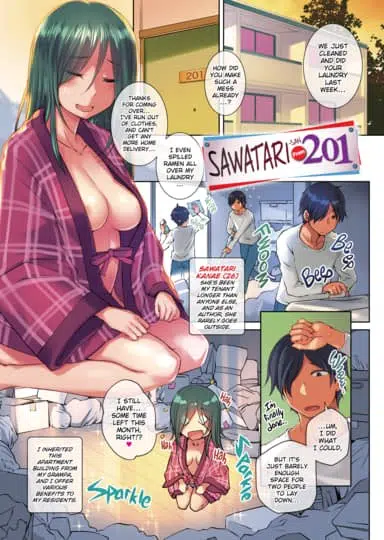 WE JUST
CLEANED
AND DID
YOUR
LAUNDRY
LAST
WEEK...
HOW DID
YOU MAKE
SUCH A
MESS
ALREADY
...?
201
THANKS
FOR COMING
OVER...
I'VE RUN
OUT OF
CLOTHES, AND
CAN'T GET
ANY MORE
HOME
DELIVERY...
I EVEN
SPILLED
RAMEN
ALL OVER
MY
LAUNDRY
...
SAWATARI-SAN
FROM 201
FWOOM
BEEP
BEEP
SAWATARI
KANAE (26)
SHE'S BEEN
MY TENANT
LONGER THAN
ANYONE ELSE,
AND AS AN
AUTHOR, SHE
RARELY GOES
OUTSIDE.
I'm
finally
done...
...UM,
I DID
WHAT I
COULD,
BUT IT'S
JUST BARELY
ENOUGH
SPACE FOR
TWO PEOPLE
TO LAY
DOWN...
I STILL
HAVE...
SOME TIME
LEFT THIS
MONTH,
RIGHT!?
♥
Sparkle
Sparkle
I INHERITED
THIS
APARTMENT
BUILDING FROM
MY GRAMPA,
AND I OFFER
VARIOUS
BENEFITS TO
MY RESIDENTS.